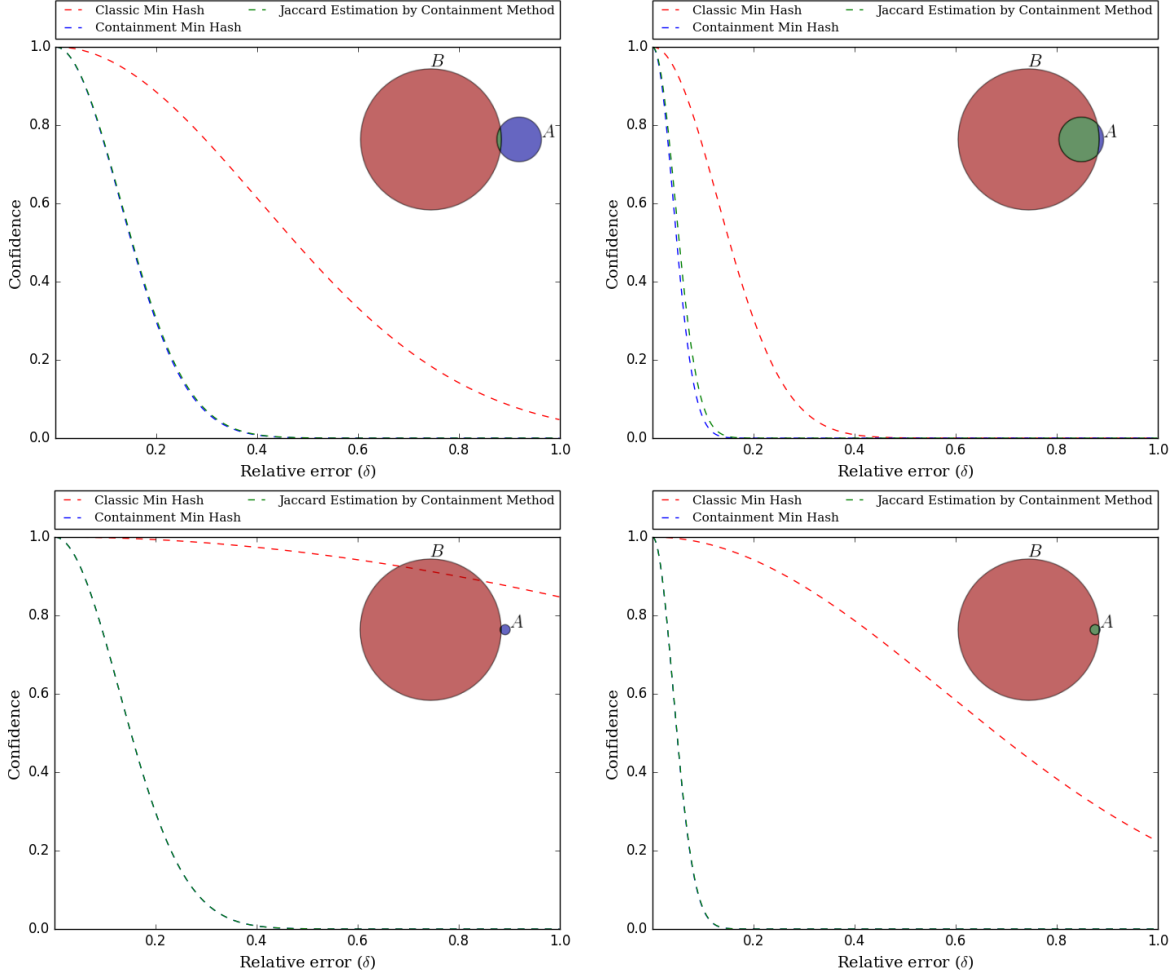 Classic Min Hash
Jaccard Estimation by Containment Method
Containment Min Hash
1.0
0.8
0.6
0.4
0.2
0.0
Confidence
B
A
0.2 0.4 0.6 0.8 1.0
Relative error (δ)
Classic Min Hash
Jaccard Estimation by Containment Method
Containment Min Hash
1.0
0.8
0.6
0.4
0.2
0.0
Confidence
B
A
0.2 0.4 0.6 0.8 1.0
Relative error (δ)
Classic Min Hash
Jaccard Estimation by Containment Method
Containment Min Hash
1.0
0.8
0.6
0.4
0.2
0.0
Confidence
B
A
0.2 0.4 0.6 0.8 1.0
Relative error (δ)
Classic Min Hash
Jaccard Estimation by Containment Method
Containment Min Hash
1.0
0.8
0.6
0.4
0.2
0.0
Confidence
B
A
0.2 0.4 0.6 0.8 1.0
Relative error (δ)